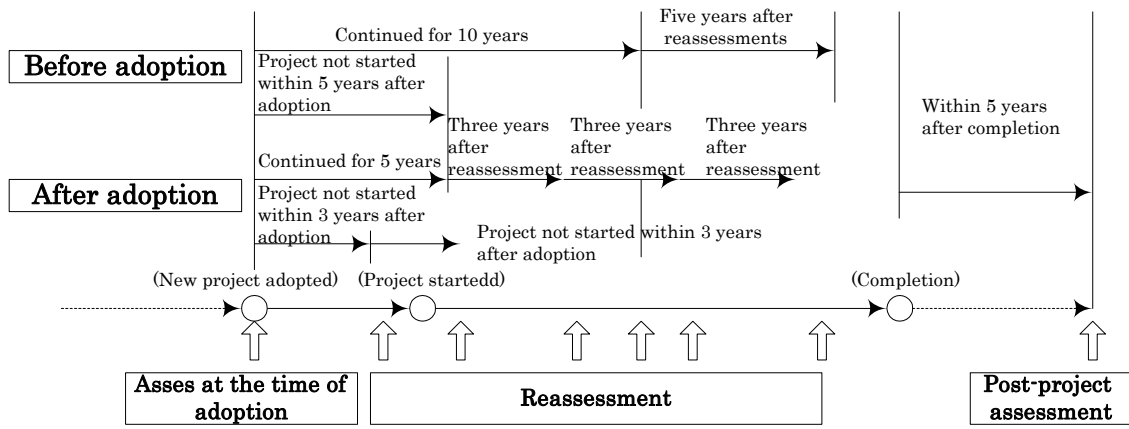 Five years after
reassessments
Continued for 10 years
Before adoption
Project not started
within 5 years after
adoption
Within 5 years
after completion
Three years
after
reassessment
Three years
after
reassessment
Three years
after
reassessment
Continued for 5 years
After adoption
Project not started
within 3 years after
adoption
Project not started within 3 years
after adoption
(New project adopted)
(Project startedd)
(Completion)
Asses at the time of
adoption
Reassessment
Post-project
assessment